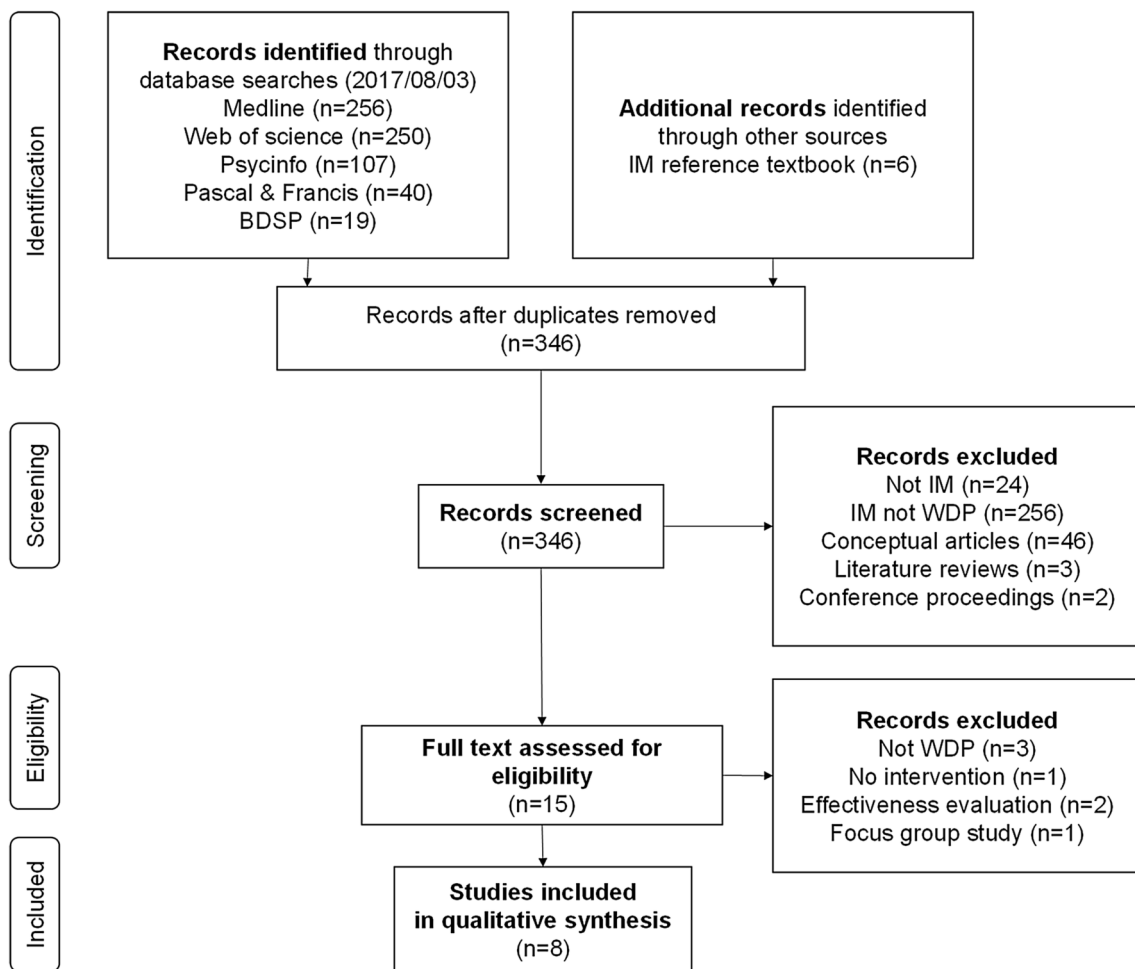 Identification
Records identified through
database searches (2017/08/03)
Medline (n=256)
Web of science (n=250)
Psycinfo (n=107)
Pascal & Francis (n=40)
BDSP (n=19)
Additional records identified
through other sources
IM reference textbook (n=6)
Records after duplicates removed
(n=346)
Screening
Records screened
(n=346)
Records excluded
Not IM (n=24)
IM not WDP (n=256)
Conceptual articles (n=46)
Literature reviews (n=3)
Conference proceedings (n=2)
Eligibility
Full text assessed for
eligibility
(n=15)
Records excluded
Not WDP (n=3)
No intervention (n=1)
Effectiveness evaluation (n=2)
Focus group study (n=1)
Included
Studies included
in qualitative synthesis
(n=8)